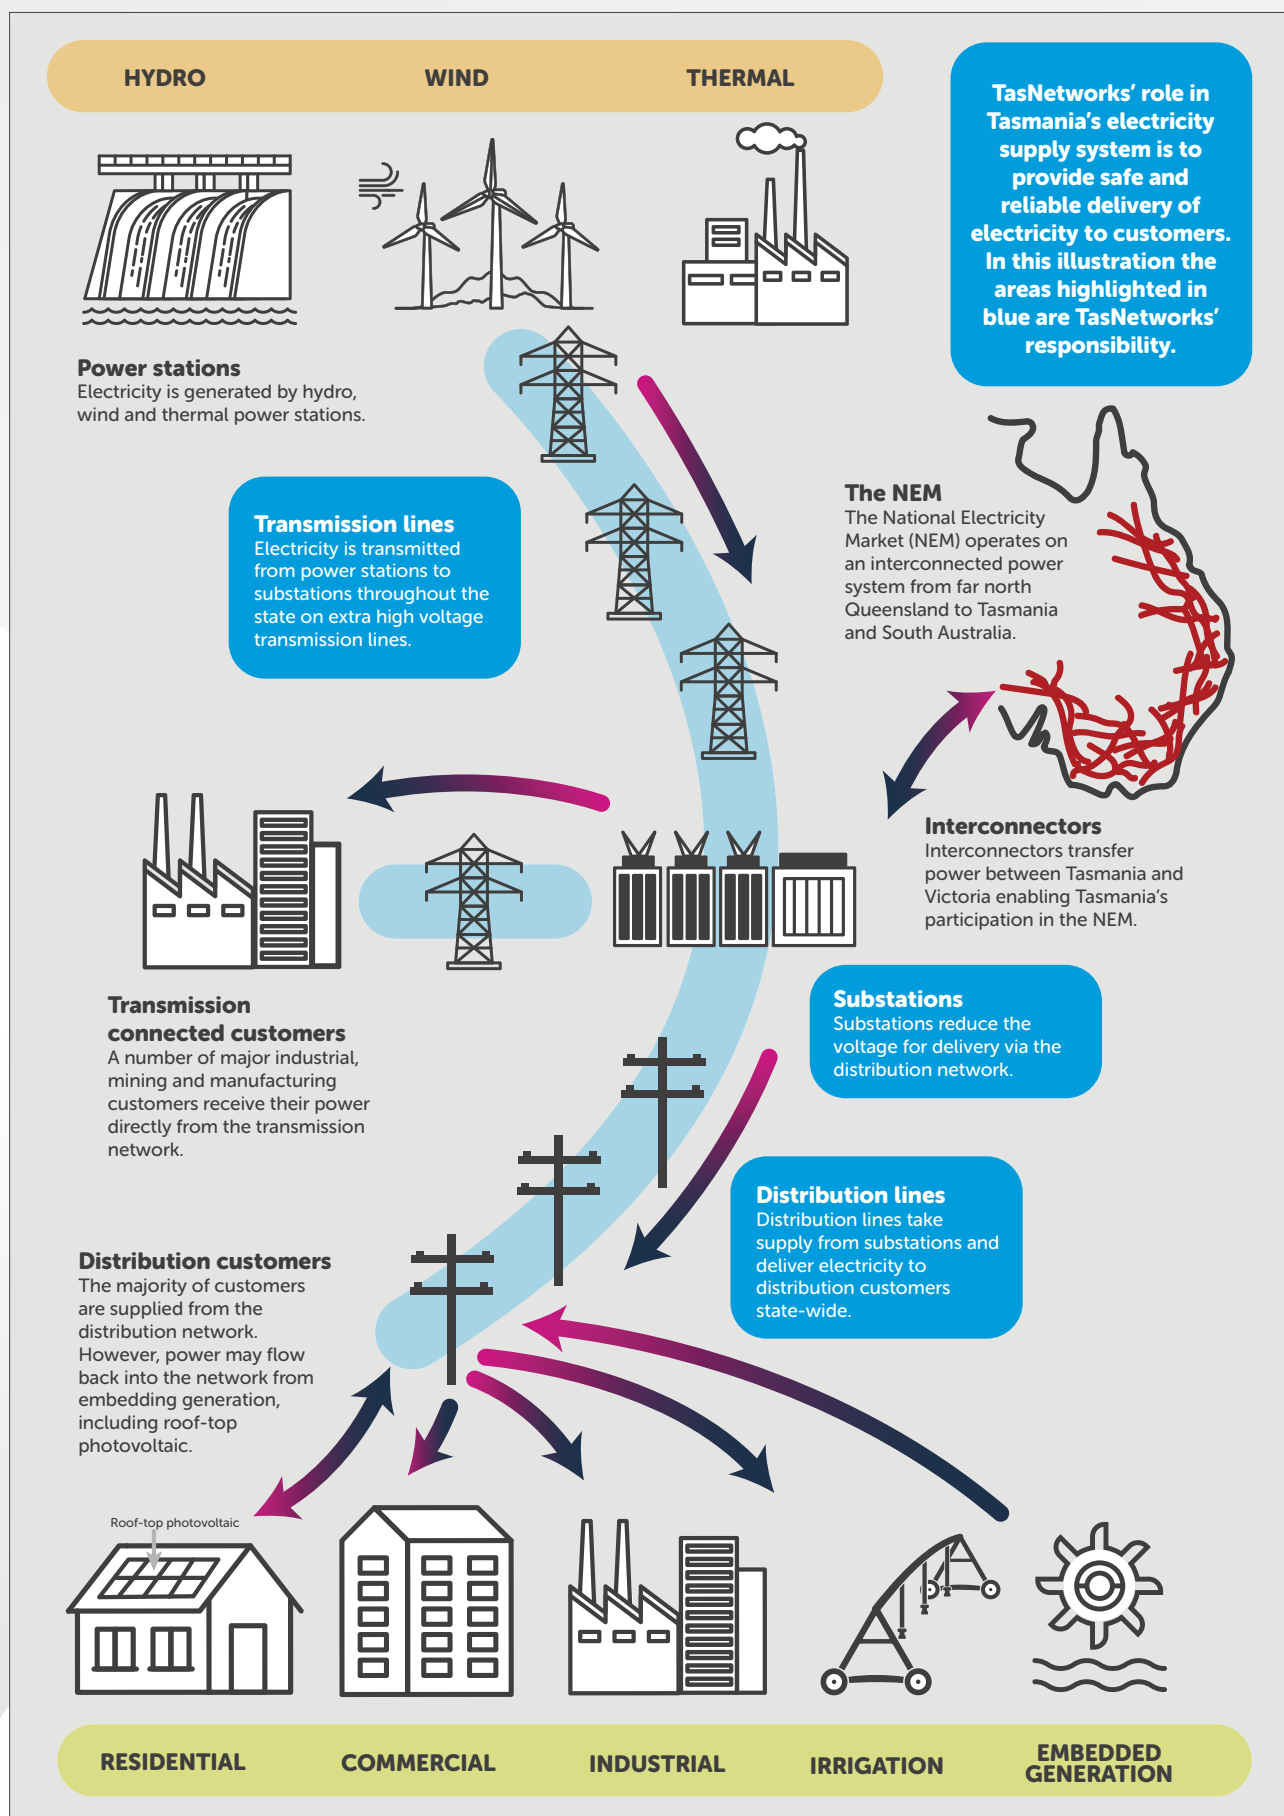 HYDRO
WIND
THERMAL
TasNetworks’ role in
Tasmania’s electricity
supply system is to
provide safe and
reliable delivery of
electricity to customers.
In this illustration the
areas highlighted in
blue are TasNetworks’
responsibility.
Power stations
Electricity is generated by hydro,
wind and thermal power stations.
Transmission lines
Electricity is transmitted
from power stations to
substations throughout the
state on extra high voltage
transmission lines.
The NEM
The National Electricity
Market (NEM) operates on
an interconnected power
system from far north
Queensland to Tasmania
and South Australia.
Interconnectors
Interconnectors transfer
power between Tasmania and
Victoria enabling Tasmania’s
participation in the NEM.
Transmission
connected customers
A number of major industrial,
mining and manufacturing
customers receive their power
directly from the transmission
network.
Substations
Substations reduce the
voltage for delivery via the
distribution network.
Distribution lines
Distribution lines take
supply from substations and
deliver electricity to
distribution customers
state-wide.
Distribution customers
The majority of customers
are supplied from the
distribution network.
However, power may flow
back into the network from
embedding generation,
including roof-top
photovoltaic.
Roof-top photovoltaic
RESIDENTIAL
COMMERCIAL
INDUSTRIAL
IRRIGATION
EMBEDDED
GENERATION